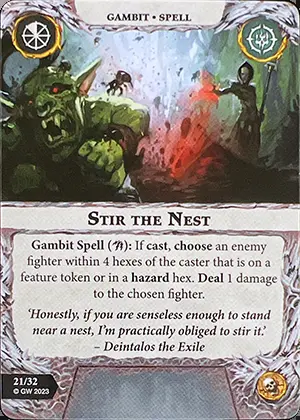 GAMBIT • SPELL
STIR THE NEST
Gambit Spell (): If cast, choose an enemy
fighter within 4 hexes of the caster that is on a
feature token or in a hazard hex. Deal 1 damage
to the chosen fighter.
‘Honestly, if you are senseless enough to stand
near a nest, I’m practically obliged to stir it.’
– Deintalos the Exile
21/32
© GW 2023